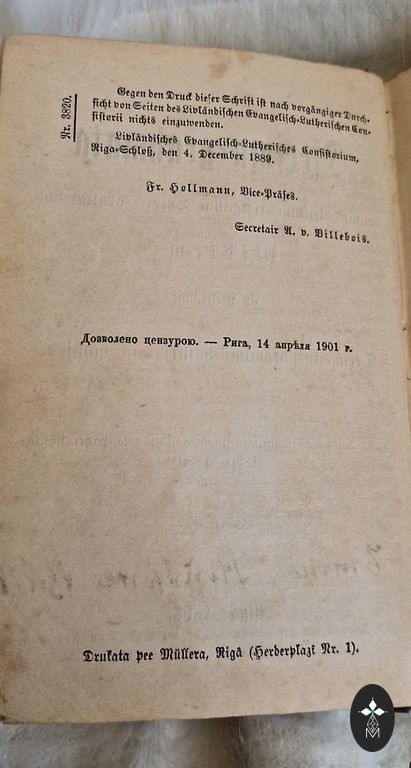 Nr. 3820.
Gegen den Druck dieser Schrift ist nach vorgängiger Durch-
sicht von Seiten des Livländischen Evangelisch-Lutherischen Con-
sistorii nichts einzuwenden.
Livländisches Evangelisch-Lutherisches Consistorium,
Riga-Schloß, den 4. December 1889.
Fr. Hollmann, Vice-Präses.
Secretair A. v. Villebois.
Дозволено цензурою. — Рига, 14 апрѣля 1901 г.
Drukata pee Müllera, Rigâ (Herderplazî Nr. 1).
M